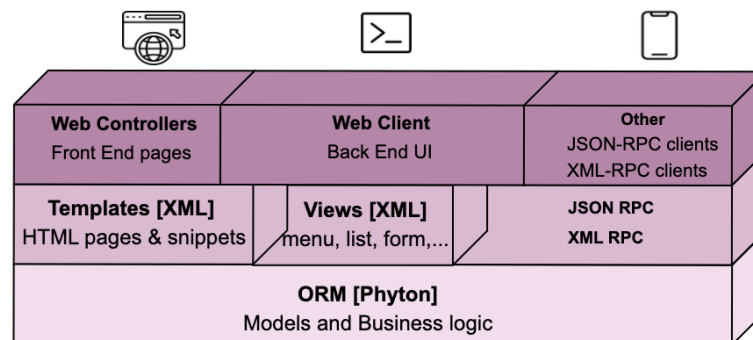 Web Controllers
Front End pages
Web Client
Back End UI
Other
JSON-RPC clients
XML-RPC clients
Templates [XML]
HTML pages & snippets
Views [XML]
menu, list, form,...
JSON RPC
XML RPC
ORM [Phyton]
Models and Business logic